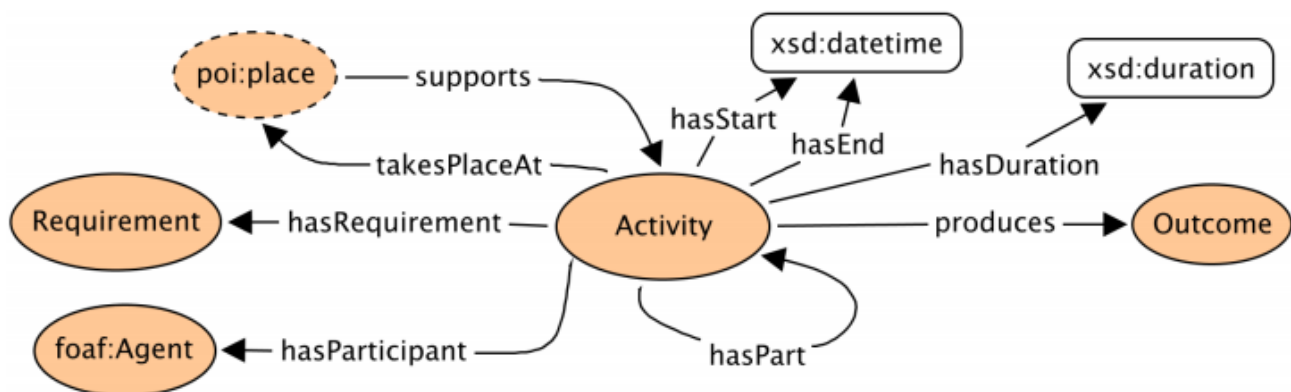 xsd:datetime
poi:place
supports
xsd:duration
hasStart
hasEnd
takesPlaceAt
hasDuration
Requirement
hasRequirement
Activity
produces
Outcome
foaf:Agent
hasParticipant
hasPart